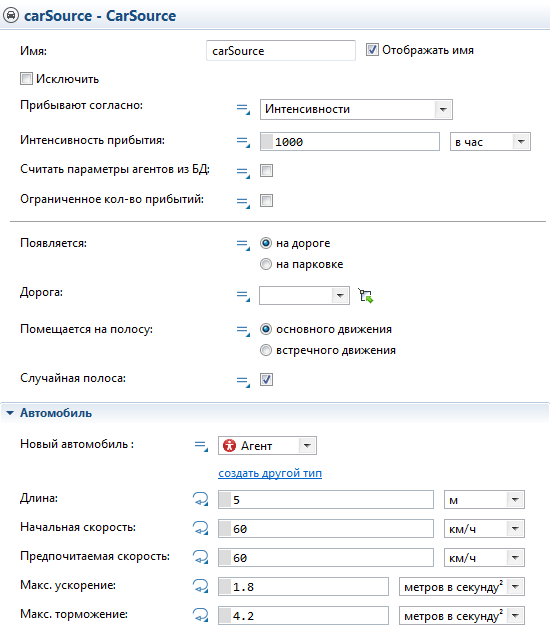 carSource - CarSource
Имя: carSource Отображать имя
Исключить
Прибывают согласно: Интенсивности
Интенсивность прибытия: 1000 в час
Считать параметры агентов из БД:
Ограниченное кол-во прибытий:
Появляется: на дороге
на парковке
Дорога:
Помещается на полосу: основного движения
встречного движения
Случайная полоса:
Автомобиль
Новый автомобиль : Агент
создать другой тип
Длина: 5 м
Начальная скорость: 60 км/ч
Предпочитаемая скорость: 60 км/ч
Макс. ускорение: 1.8 метров в секунду²
Макс. торможение: 4.2 метров в секунду²